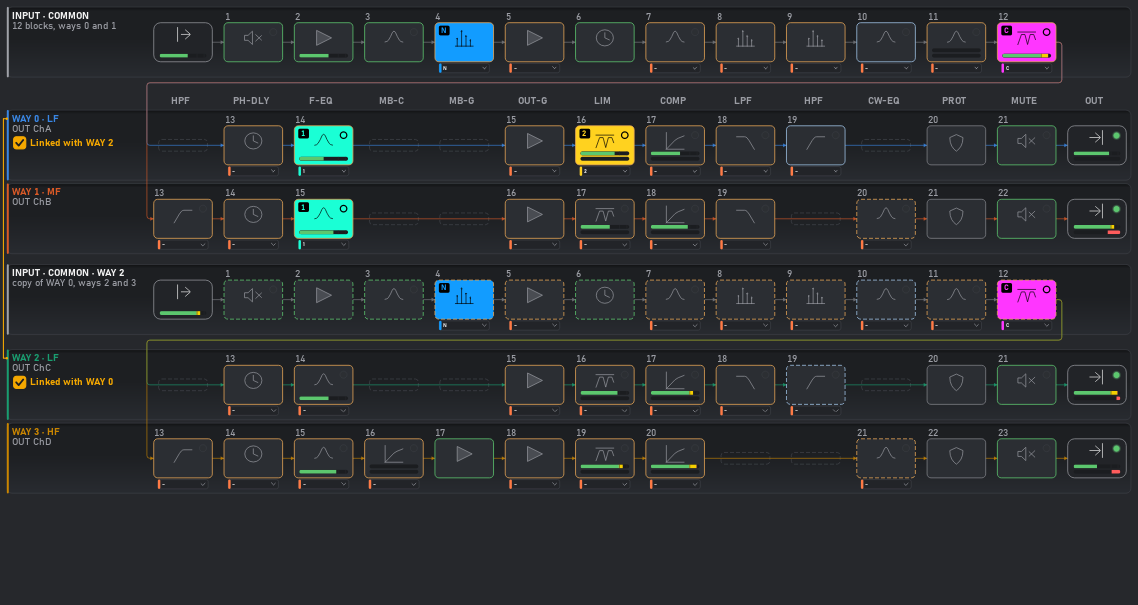 INPUT · COMMON
12 blocks, ways 0 and 1
1 2 3 4 5 6 7 8 9 10 11 12
N C
N - - - - - - C
HPF PH-DLY F-EQ MB-C MB-G OUT-G LIM COMP LPF HPF CW-EQ PROT MUTE OUT
WAY 0 · LF
OUT ChA
Linked with WAY 2
13 14 15 16 17 18 19 20 21
1 2
- 1 - 2 - - -
WAY 1 · MF
OUT ChB
13 14 15 16 17 18 19 20 21 22
1
- - 1 - - - - -
INPUT · COMMON · WAY 2
copy of WAY 0, ways 2 and 3
1 2 3 4 5 6 7 8 9 10 11 12
N C
N - - - - - - C
WAY 2 · LF
OUT ChC
Linked with WAY 0
13 14 15 16 17 18 19 20 21
- - - - - - -
WAY 3 · HF
OUT ChD
13 14 15 16 17 18 19 20 21 22 23
- - - - - - - -